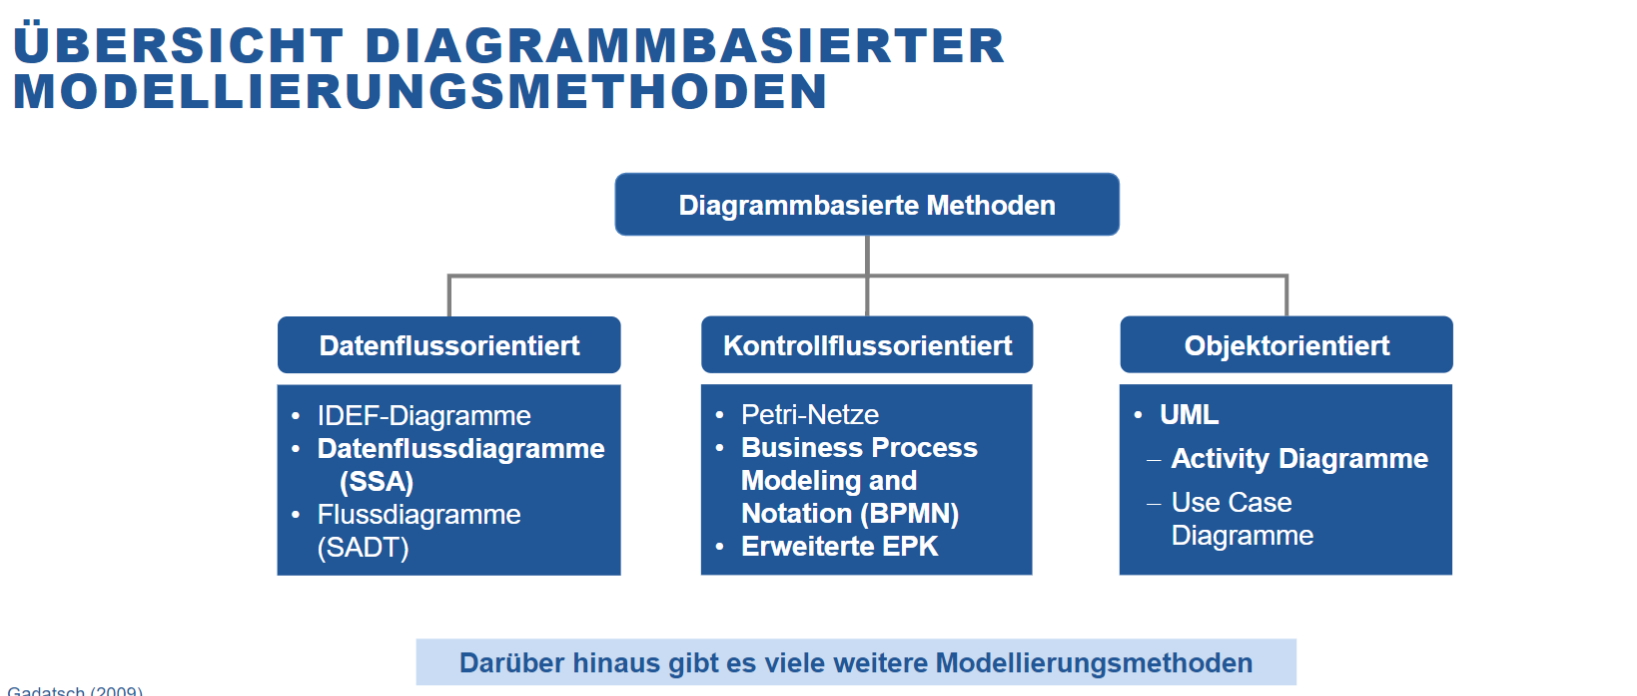 ÜBERSICHT DIAGRAMMBASIERTER
MODELLIERUNGSMETHODEN
Diagrammbasierte Methoden
Datenflussorientiert
• IDEF-Diagramme
• Datenflussdiagramme
(SSA)
• Flussdiagramme
(SADT)
Kontrollflussorientiert
• Petri-Netze
• Business Process
Modeling and
Notation (BPMN)
• Erweiterte EPK
Objektorientiert
• UML
– Activity Diagramme
– Use Case
Diagramme
Darüber hinaus gibt es viele weitere Modellierungsmethoden
Gadatsch (2009)